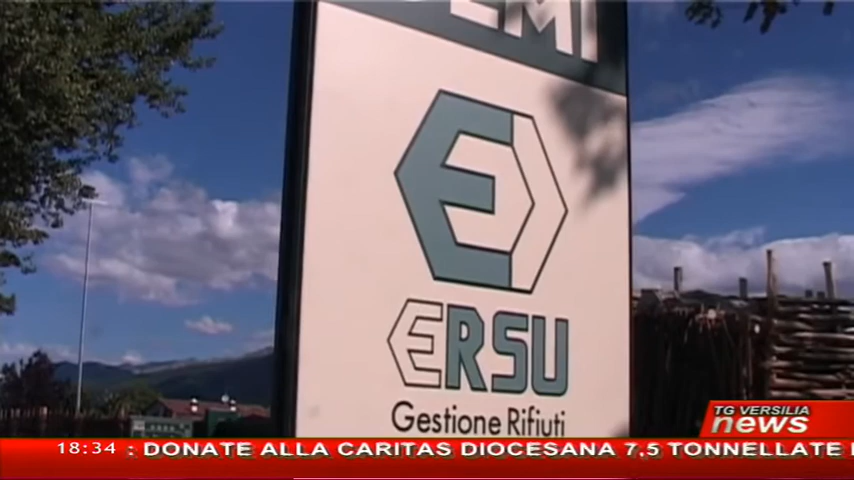 ERSU
Gestione Rifiuti
TG VERSILIA
news
18:34 : DONATE ALLA CARITAS DIOCESANA 7,5 TONNELLATE